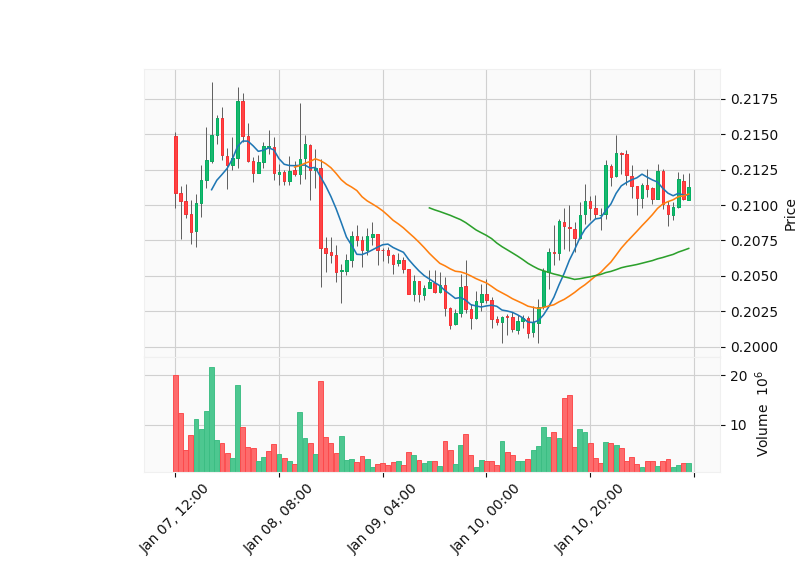 0.2175
0.2150
0.2125
0.2100
0.2075
0.2050
0.2025
0.2000
Price
20
10
Volume 10⁶
Jan 07, 12:00
Jan 08, 08:00
Jan 09, 04:00
Jan 10, 00:00
Jan 10, 20:00